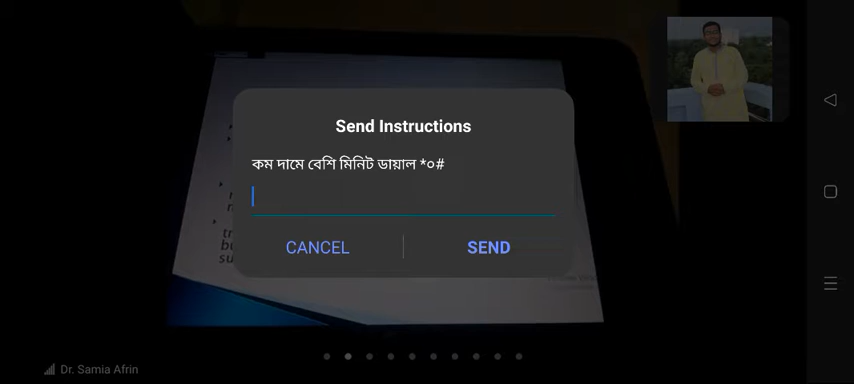 Send Instructions
কম দামে বেশি মিনিট ডায়াল *০#
CANCEL
SEND
Dr. Samia Afrin